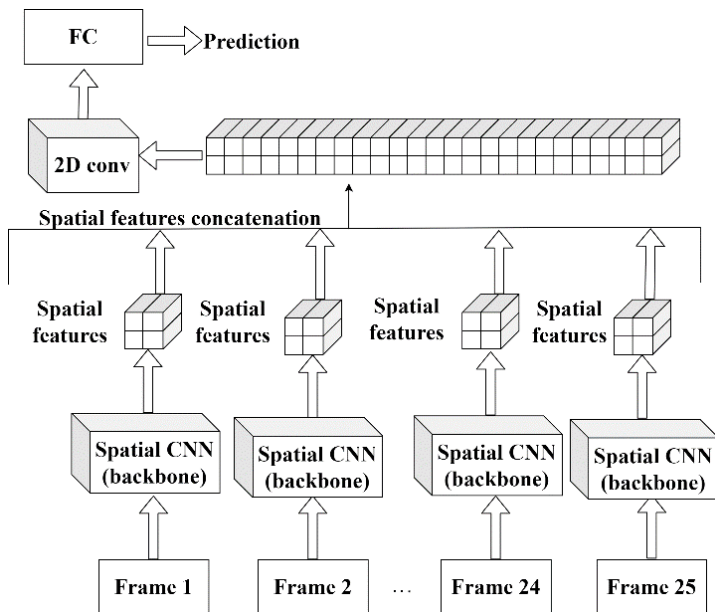 FC
Prediction
2D conv
Spatial features concatenation
Spatial
features
Spatial
features
Spatial
features
Spatial
features
Spatial CNN
(backbone)
Spatial CNN
(backbone)
Spatial CNN
(backbone)
Spatial CNN
(backbone)
Frame 1
Frame 2
...
Frame 24
Frame 25